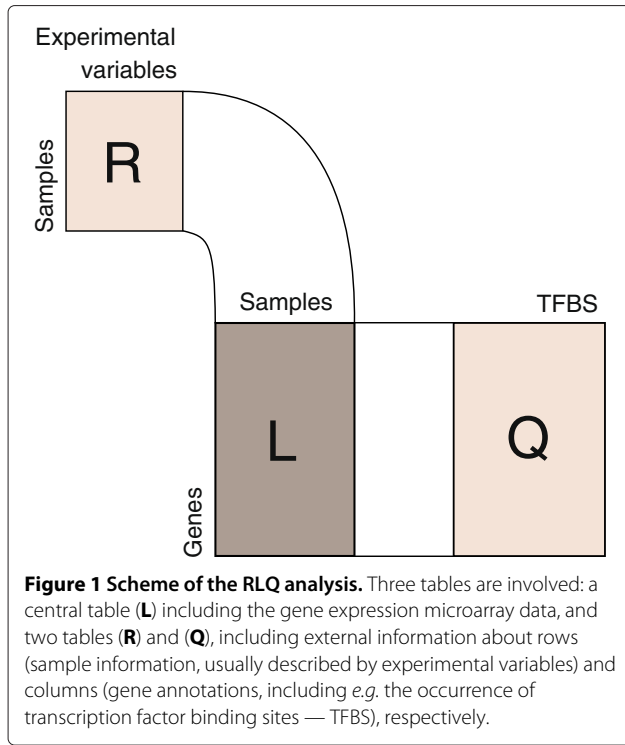 Experimental
variables
Samples
R
Samples
TFBS
Genes
L
Q
Figure 1 Scheme of the RLQ analysis. Three tables are involved: a
central table (L) including the gene expression microarray data, and
two tables (R) and (Q), including external information about rows
(sample information, usually described by experimental variables) and
columns (gene annotations, including e.g. the occurrence of
transcription factor binding sites — TFBS), respectively.